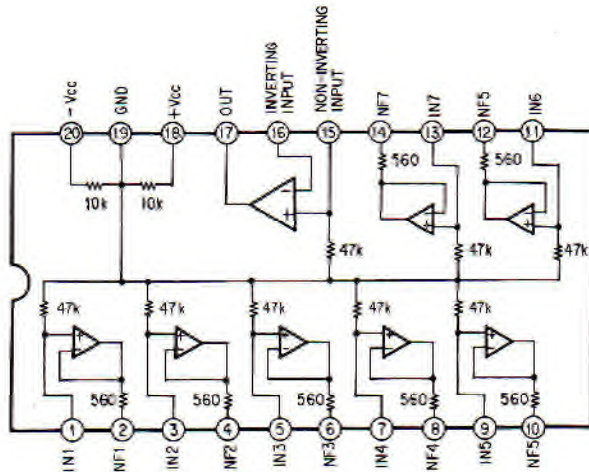 - Vcc
GND
+Vcc
OUT
INVERTING
INPUT
NON-INVERTING
INPUT
NF7
IN7
NF5
IN6
20
19
18
17
16
15
14
13
12
11
560
560
10k
10k
-
+
-
+
-
+
47k
47k
47k
47k
47k
47k
47k
47k
+
-
+
-
+
-
+
-
+
-
560
560
560
560
560
1
2
3
4
5
6
7
8
9
10
IN1
NF1
IN2
NF2
IN3
NF3
IN4
NF4
IN5
NF5